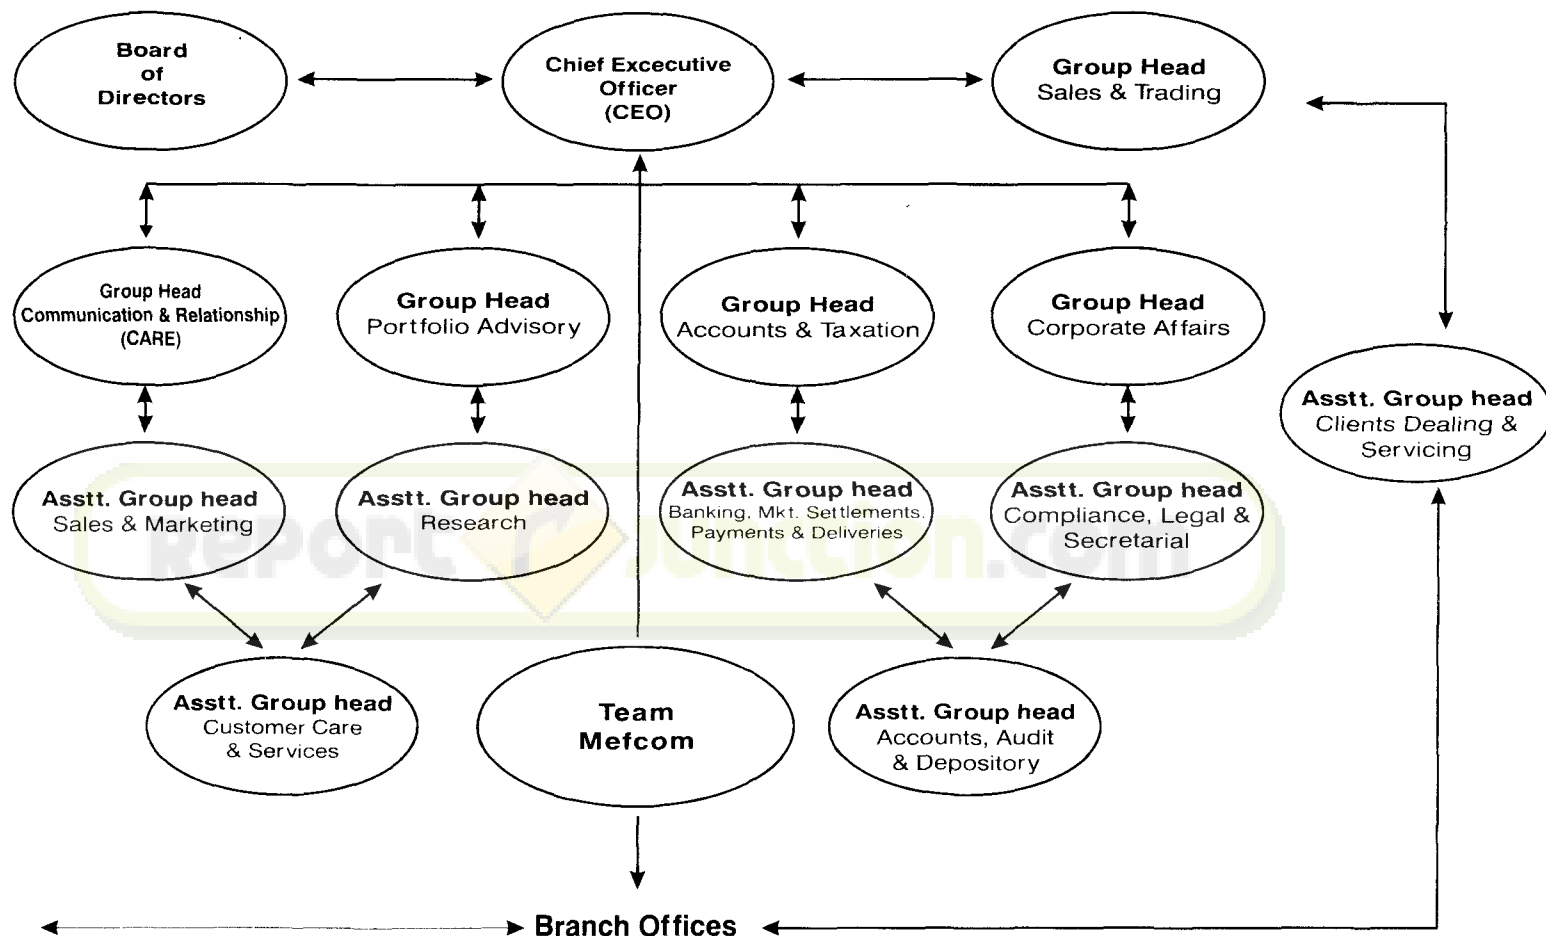 Board
of
Directors
Chief Excecutive
Officer
(CEO)
Group Head
Sales & Trading
Group Head
Communication & Relationship
(CARE)
Group Head
Portfolio Advisory
Group Head
Accounts & Taxation
Group Head
Corporate Affairs
Asstt. Group head
Clients Dealing &
Servicing
Asstt. Group head
Sales & Marketing
Asstt. Group head
Research
Asstt. Group head
Banking, Mkt. Settlements,
Payments & Deliveries
Asstt. Group head
Compliance, Legal &
Secretarial
Report Junction.com
Asstt. Group head
Customer Care
& Services
Team
Mefcom
Asstt. Group head
Accounts, Audit
& Depository
Branch Offices